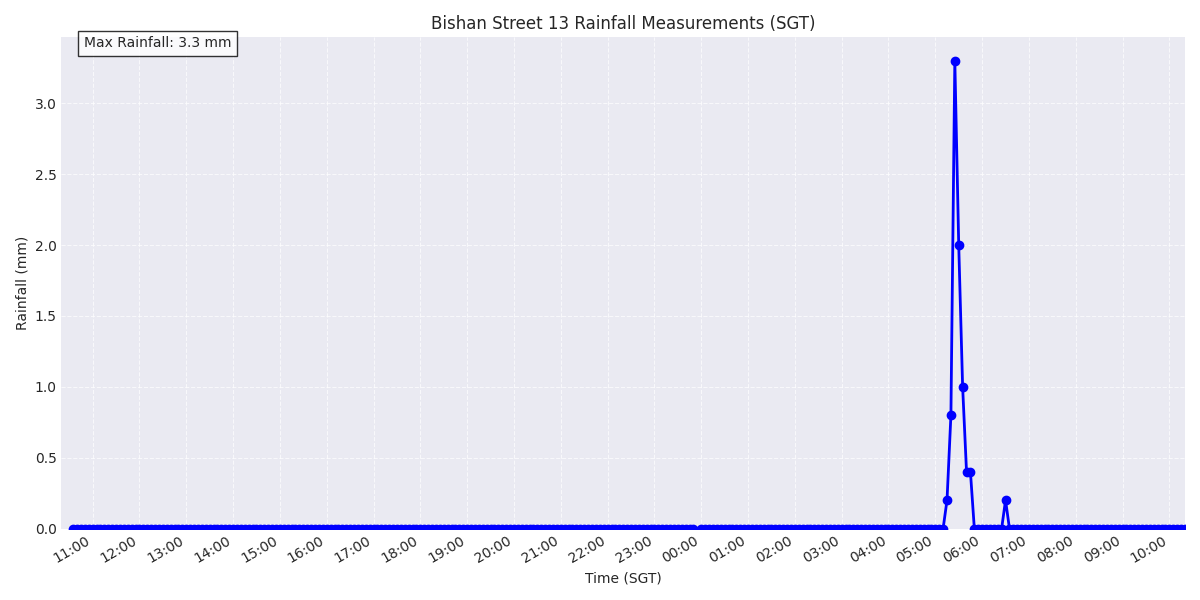 Bishan Street 13 Rainfall Measurements (SGT)
Max Rainfall: 3.3 mm
Rainfall (mm)
3.0
2.5
2.0
1.5
1.0
0.5
0.0
11:00 12:00 13:00 14:00 15:00 16:00 17:00 18:00 19:00 20:00 21:00 22:00 23:00 00:00 01:00 02:00 03:00 04:00 05:00 06:00 07:00 08:00 09:00 10:00
Time (SGT)